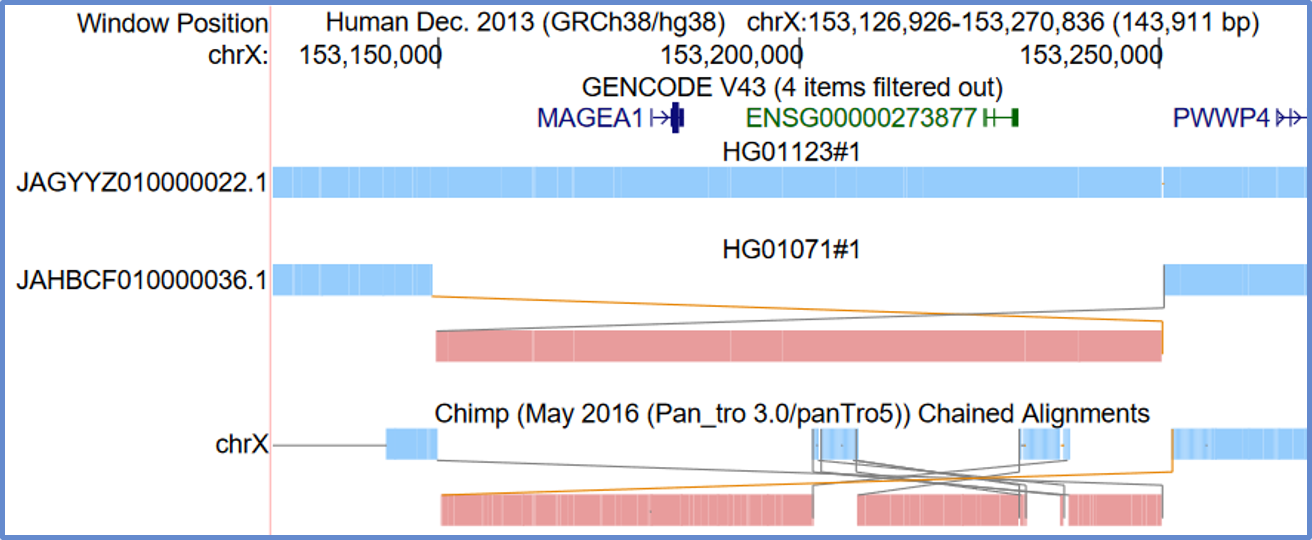 Window Position Human Dec. 2013 (GRCh38/hg38) chrX:153,126,926-153,270,836 (143,911 bp)
chrX: 153,150,000 153,200,000 153,250,000
GENCODE V43 (4 items filtered out)
MAGEA1 ENSG00000273877 PWWP4
HG01123#1
JAGYYZ010000022.1
HG01071#1
JAHBCF010000036.1
Chimp (May 2016 (Pan_tro 3.0/panTro5)) Chained Alignments
chrX